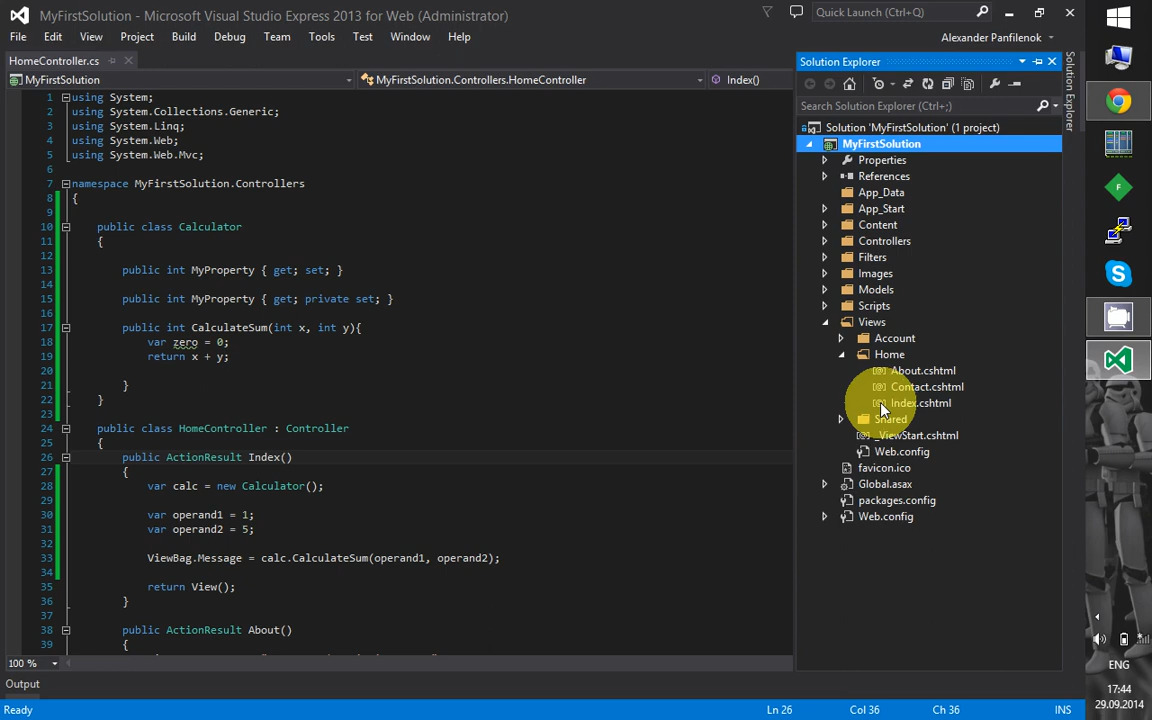 MyFirstSolution - Microsoft Visual Studio Express 2013 for Web (Administrator)
Quick Launch (Ctrl+Q)
File Edit View Project Build Debug Team Tools Test Window Help
Alexander Panfilenok
HomeController.cs
MyFirstSolution
MyFirstSolution.Controllers.HomeController
Index()
1 using System;
2 using System.Collections.Generic;
3 using System.Linq;
4 using System.Web;
5 using System.Web.Mvc;
6
7 namespace MyFirstSolution.Controllers
8 {
9
10 public class Calculator
11 {
12
13 public int MyProperty { get; set; }
14
15 public int MyProperty { get; private set; }
16
17 public int CalculateSum(int x, int y){
18 var zero = 0;
19 return x + y;
20
21 }
22 }
23
24 public class HomeController : Controller
25 {
26 public ActionResult Index()
27 {
28 var calc = new Calculator();
29
30 var operand1 = 1;
31 var operand2 = 5;
32
33 ViewBag.Message = calc.CalculateSum(operand1, operand2);
34
35 return View();
36 }
37
38 public ActionResult About()
39 {
100 %
Output
Ready
Ln 26
Col 36
Ch 36
INS
Solution Explorer
Search Solution Explorer (Ctrl+;)
Solution 'MyFirstSolution' (1 project)
MyFirstSolution
Properties
References
App_Data
App_Start
Content
Controllers
Filters
Images
Models
Scripts
Views
Account
Home
About.cshtml
Contact.cshtml
Index.cshtml
Shared
_ViewStart.cshtml
Web.config
favicon.ico
Global.asax
packages.config
Web.config
Solution Explorer
ENG
17:44
29.09.2014